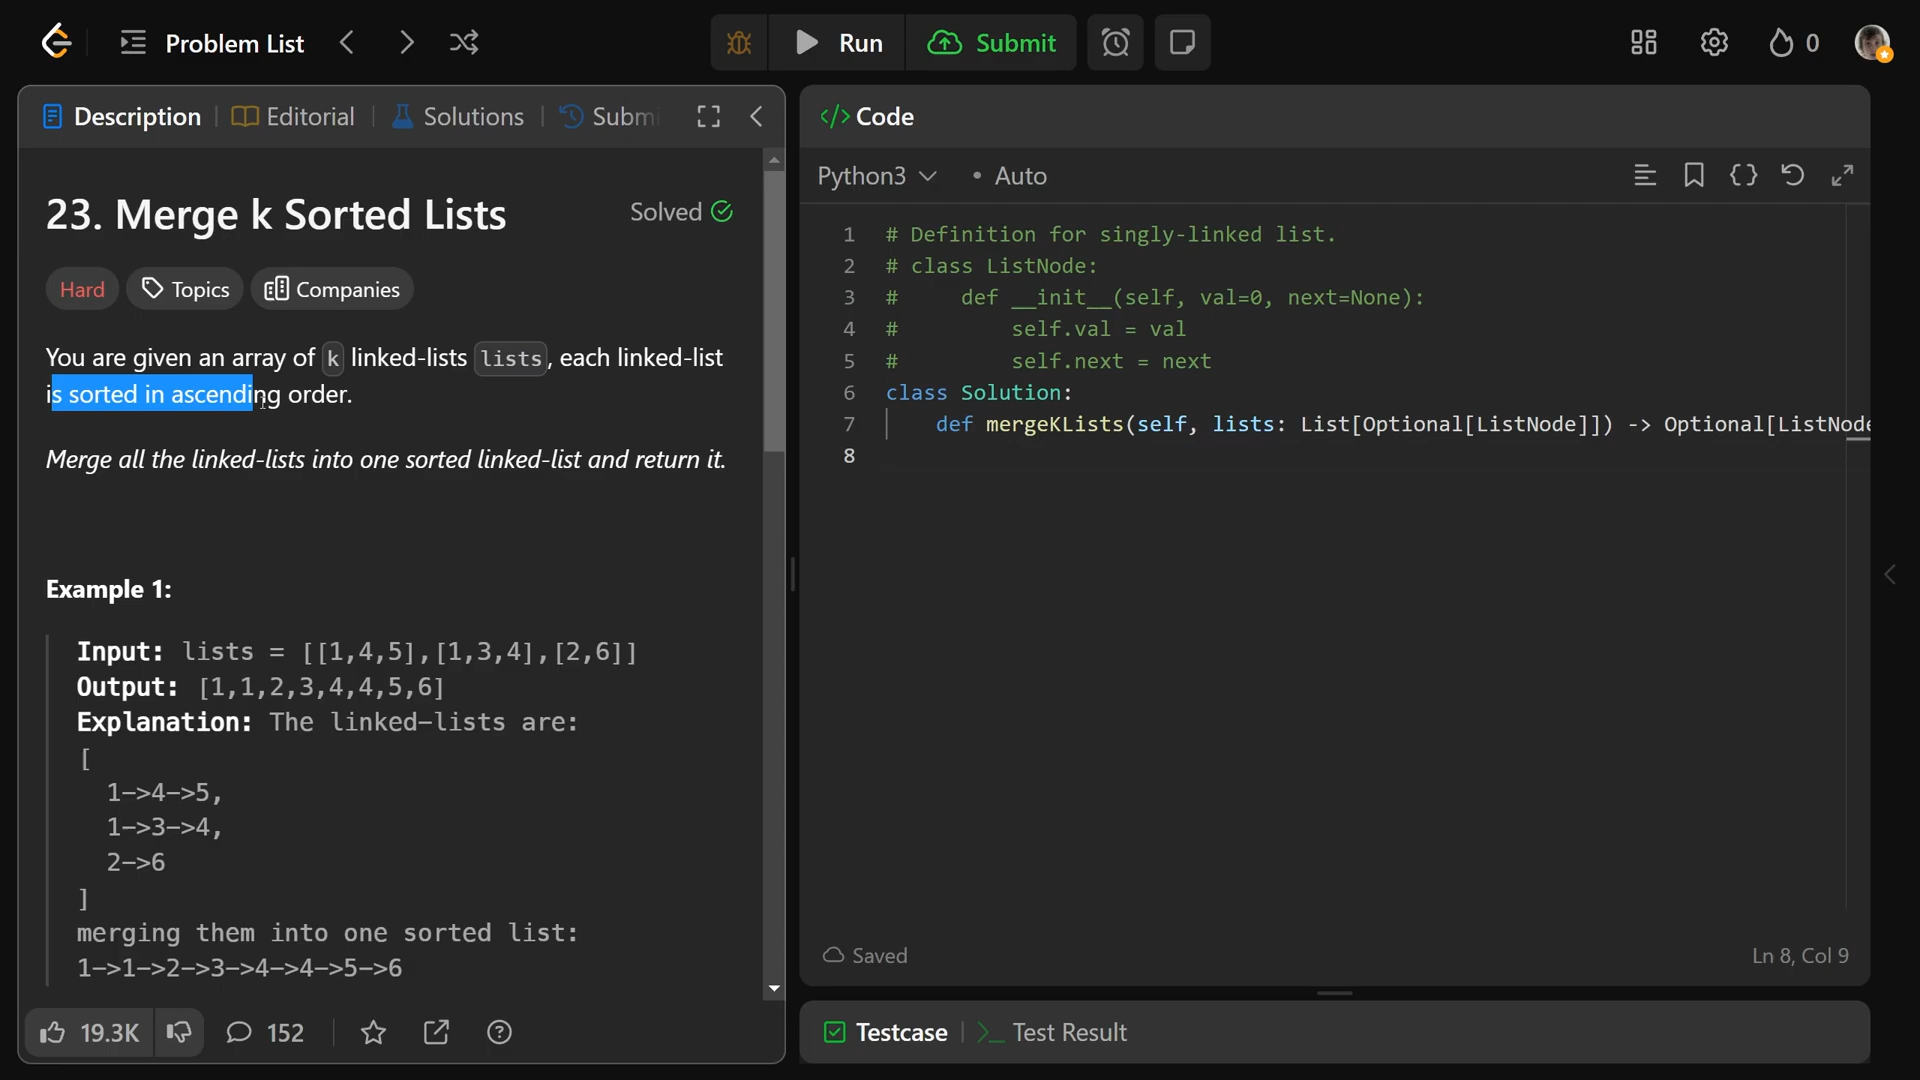 Problem List
Run
Submit
0
Description
Editorial
Solutions
Submi
Code
Python3
• Auto
23. Merge k Sorted Lists
Solved
Hard
Topics
Companies
You are given an array of k linked-lists lists, each linked-list
is sorted in ascending order.
Merge all the linked-lists into one sorted linked-list and return it.
Example 1:
Input: lists = [[1,4,5],[1,3,4],[2,6]]
Output: [1,1,2,3,4,4,5,6]
Explanation: The linked-lists are:
[
1->4->5,
1->3->4,
2->6
]
merging them into one sorted list:
1->1->2->3->4->4->5->6
19.3K
152
1 # Definition for singly-linked list.
2 # class ListNode:
3 #     def __init__(self, val=0, next=None):
4 #         self.val = val
5 #         self.next = next
6 class Solution:
7     def mergeKLists(self, lists: List[Optional[ListNode]]) -> Optional[ListNode
8
Saved
Ln 8, Col 9
Testcase
Test Result